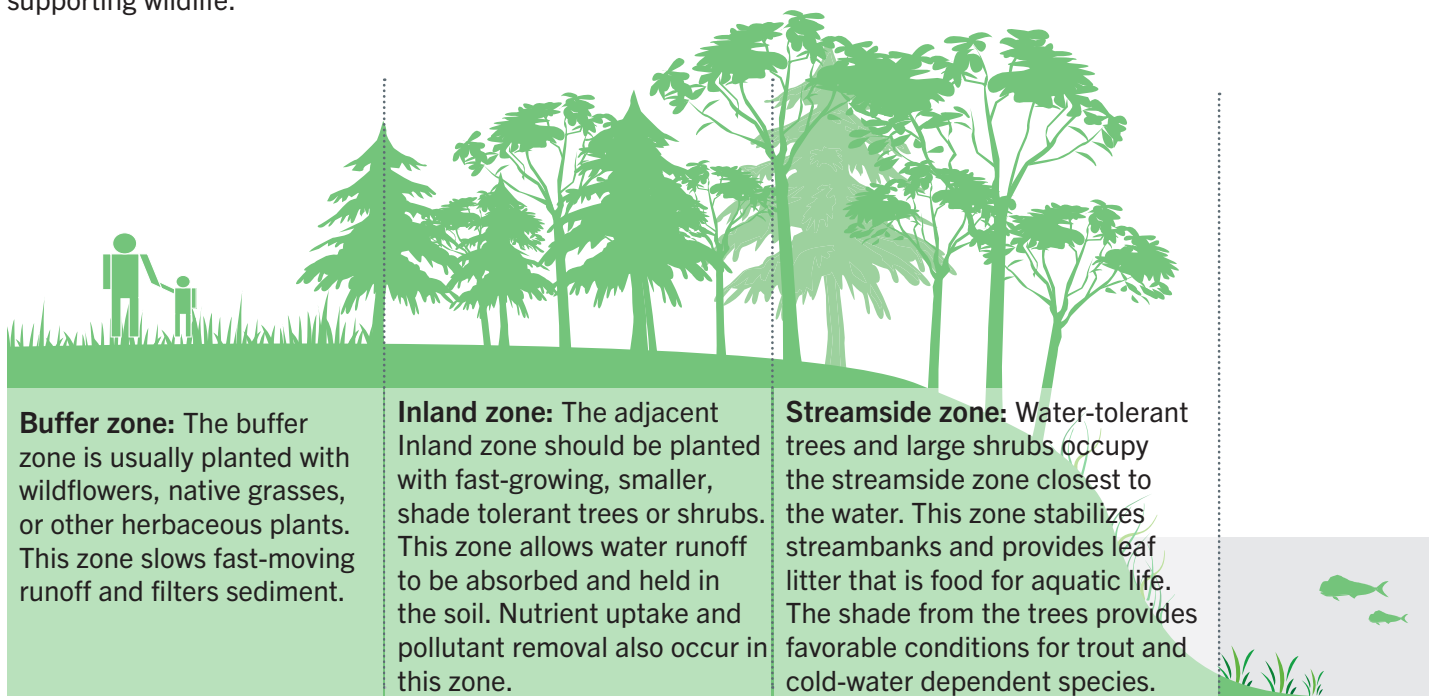 supporting wildlife.
Buffer zone: The buffer
zone is usually planted with
wildflowers, native grasses,
or other herbaceous plants.
This zone slows fast-moving
runoff and filters sediment.
Inland zone: The adjacent
Inland zone should be planted
with fast-growing, smaller,
shade tolerant trees or shrubs.
This zone allows water runoff
to be absorbed and held in
the soil. Nutrient uptake and
pollutant removal also occur in
this zone.
Streamside zone: Water-tolerant
trees and large shrubs occupy
the streamside zone closest to
the water. This zone stabilizes
streambanks and provides leaf
litter that is food for aquatic life.
The shade from the trees provides
favorable conditions for trout and
cold-water dependent species.